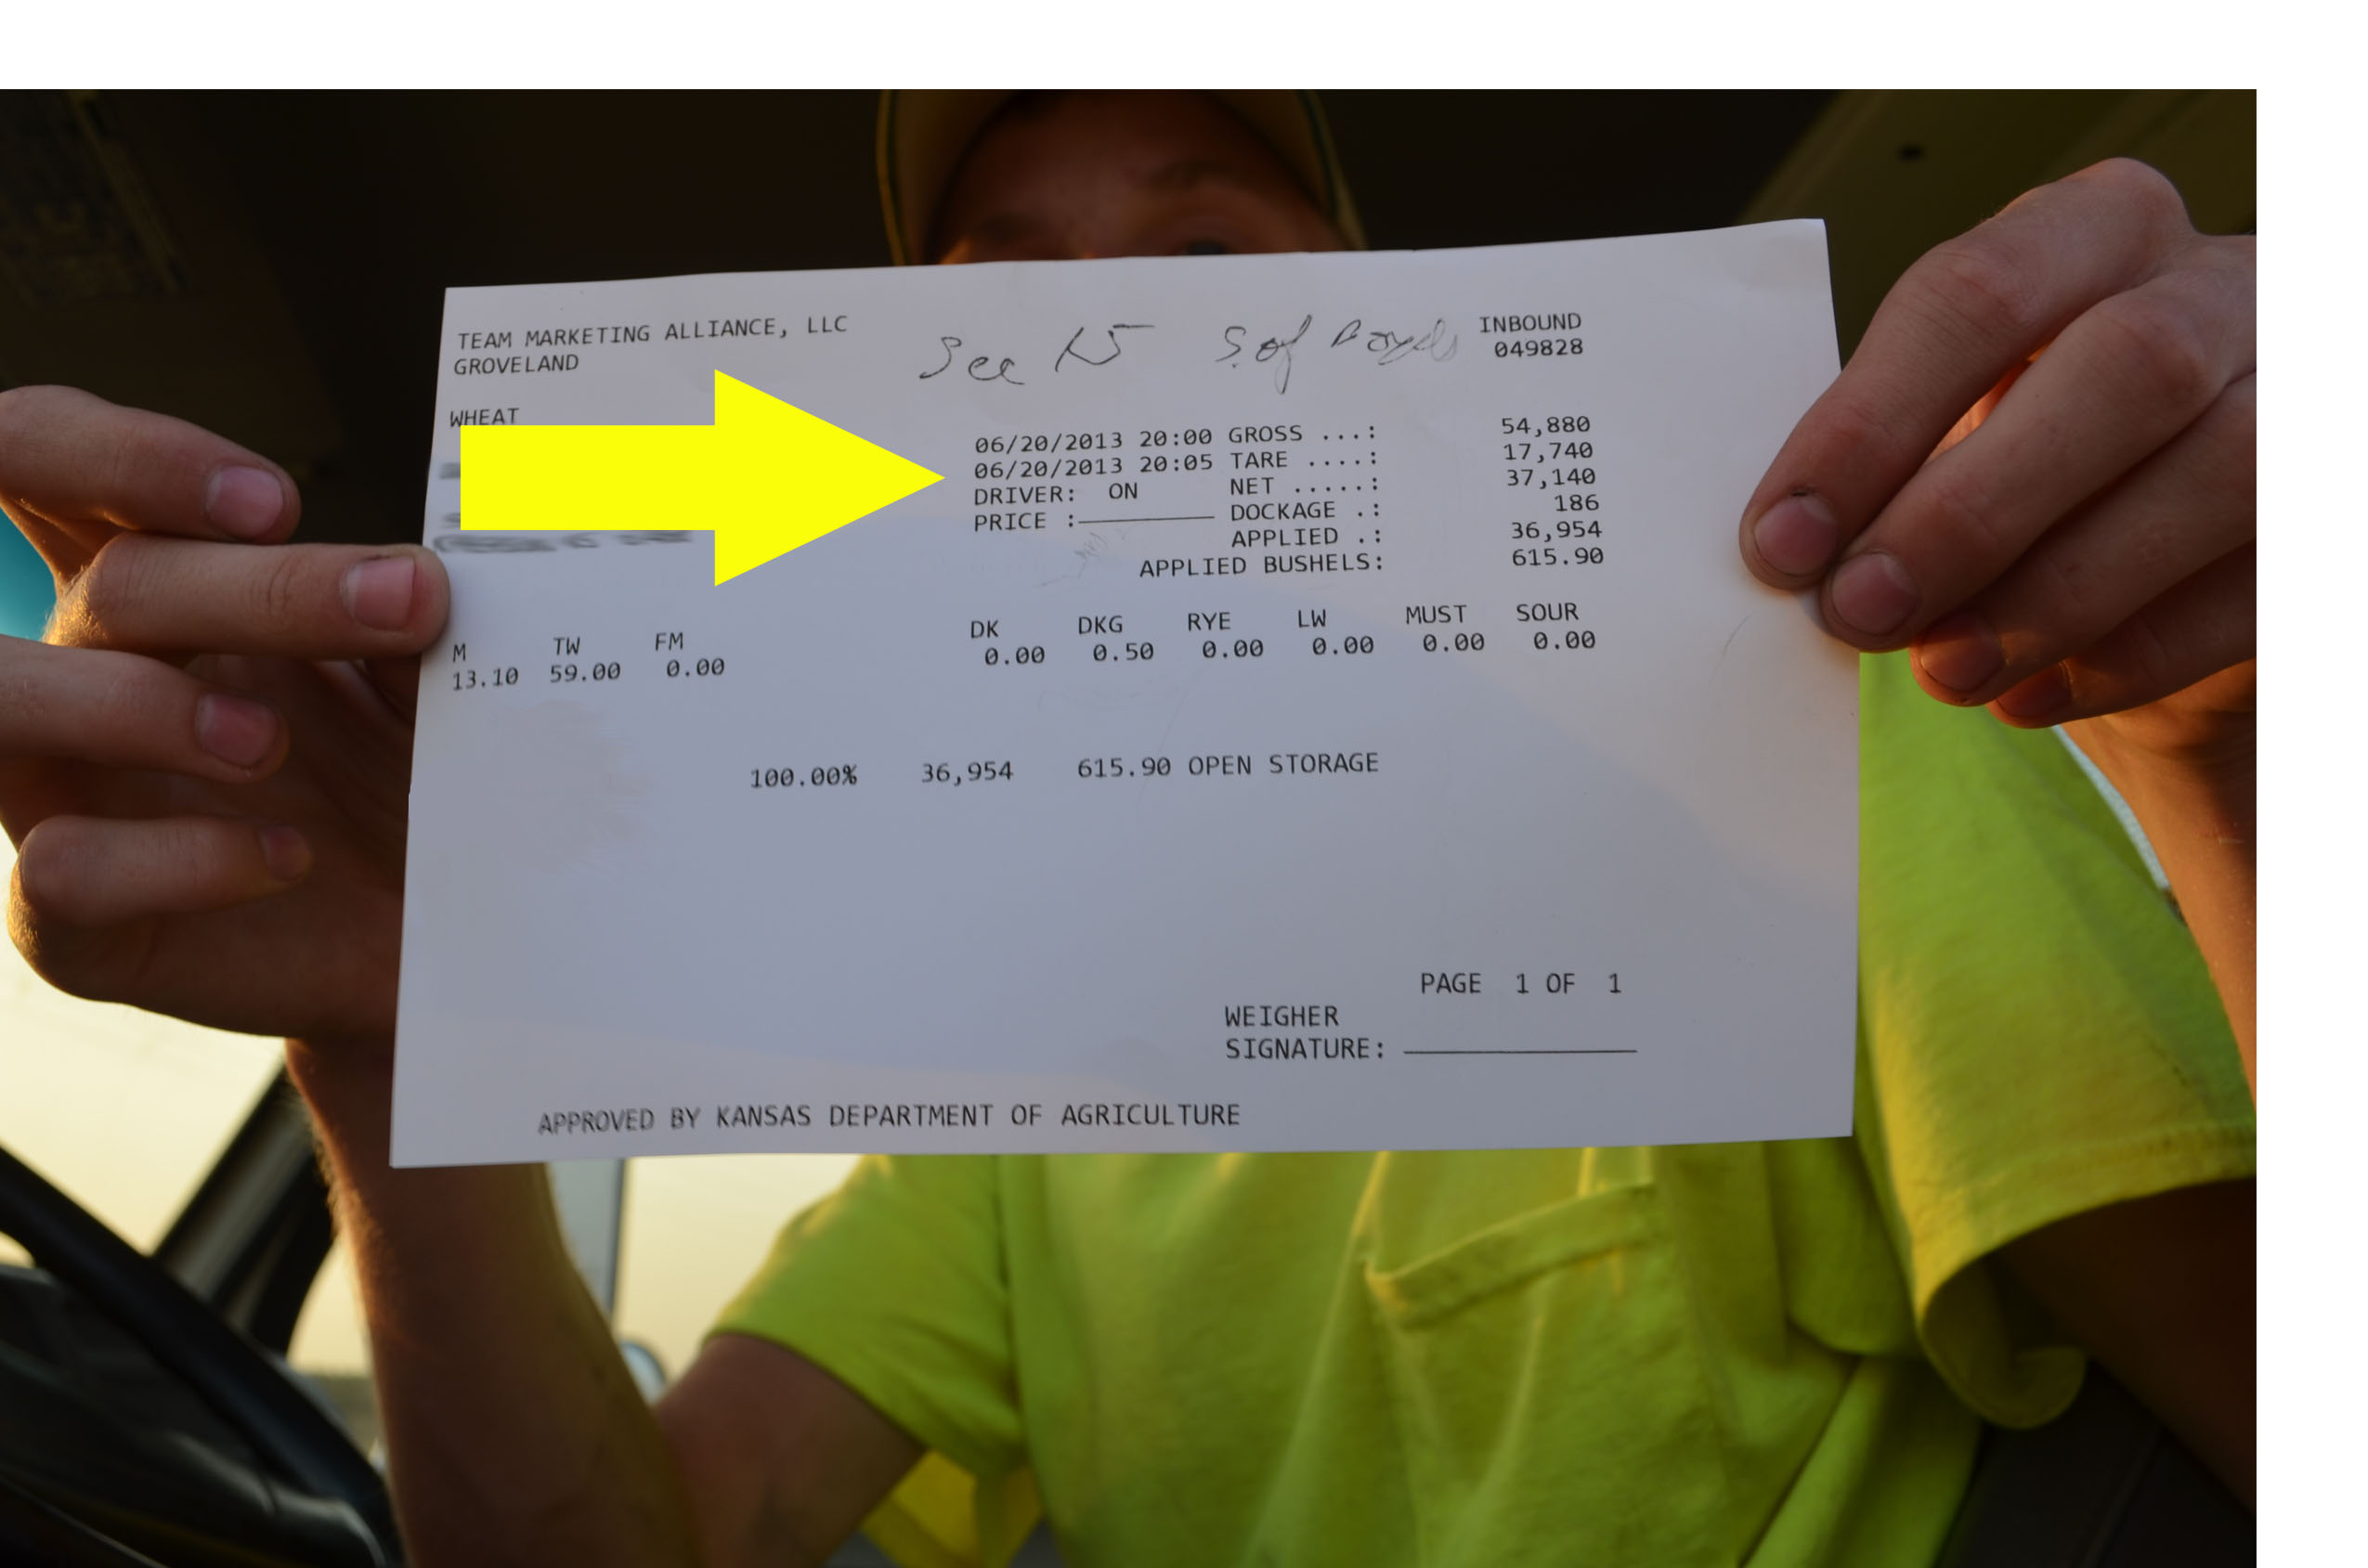 TEAM MARKETING ALLIANCE, LLC
GROVELAND
See 15 S. of
INBOUND
049828
WHEAT
06/20/2013 20:00 GROSS ...: 54,880
06/20/2013 20:05 TARE ....: 17,740
DRIVER: ON NET .....: 37,140
PRICE : DOCKAGE .: 186
APPLIED .: 36,954
APPLIED BUSHELS: 615.90
M TW FM DK DKG RYE LW MUST SOUR
13.10 59.00 0.00 0.00 0.50 0.00 0.00 0.00 0.00
100.00% 36,954 615.90 OPEN STORAGE
PAGE 1 OF 1
WEIGHER
SIGNATURE:
APPROVED BY KANSAS DEPARTMENT OF AGRICULTURE